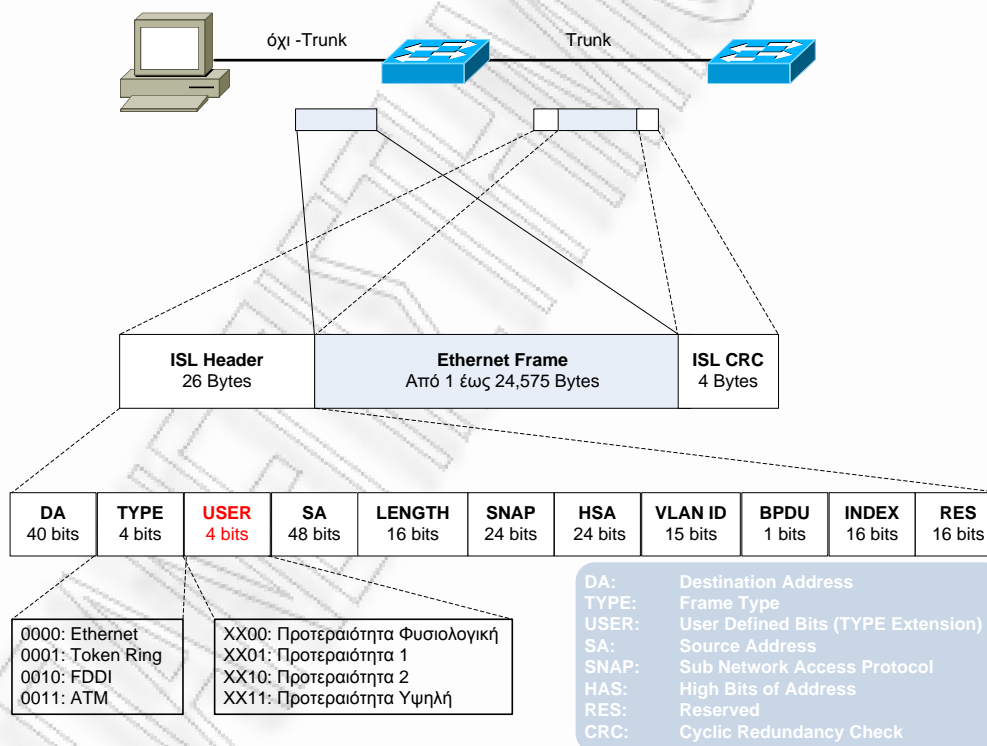 όχι -Trunk
Trunk
ISL Header
26 Bytes
Ethernet Frame
Από 1 έως 24,575 Bytes
ISL CRC
4 Bytes
DA
40 bits
TYPE
4 bits
USER
4 bits
SA
48 bits
LENGTH
16 bits
SNAP
24 bits
HSA
24 bits
VLAN ID
15 bits
BPDU
1 bits
INDEX
16 bits
RES
16 bits
0000: Ethernet
0001: Token Ring
0010: FDDI
0011: ATM
XX00: Προτεραιότητα Φυσιολογική
XX01: Προτεραιότητα 1
XX10: Προτεραιότητα 2
XX11: Προτεραιότητα Υψηλή
DA: Destination Address
TYPE: Frame Type
USER: User Defined Bits (TYPE Extension)
SA: Source Address
SNAP: Sub Network Access Protocol
HAS: High Bits of Address
RES: Reserved
CRC: Cyclic Redundancy Check